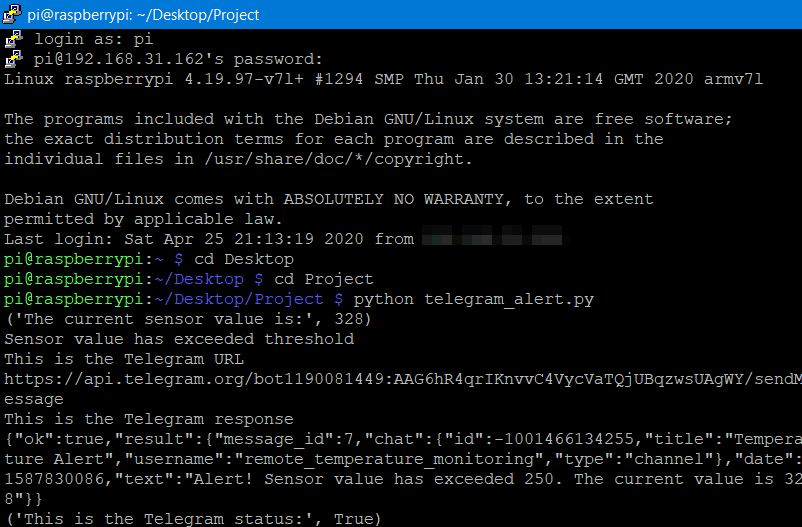 pi@raspberrypi: ~/Desktop/Project
login as: pi
pi@192.168.31.162's password:
Linux raspberrypi 4.19.97-v7l+ #1294 SMP Thu Jan 30 13:21:14 GMT 2020 armv7l
The programs included with the Debian GNU/Linux system are free software;
the exact distribution terms for each program are described in the
individual files in /usr/share/doc/*/copyright.
Debian GNU/Linux comes with ABSOLUTELY NO WARRANTY, to the extent
permitted by applicable law.
Last login: Sat Apr 25 21:13:19 2020 from
pi@raspberrypi:~ $ cd Desktop
pi@raspberrypi:~/Desktop $ cd Project
pi@raspberrypi:~/Desktop/Project $ python telegram_alert.py
('The current sensor value is:', 328)
Sensor value has exceeded threshold
This is the Telegram URL
https://api.telegram.org/bot1190081449:AAG6hR4qrIKnvvC4VycVaTQjUBqzwsUAgWY/sendM
essage
This is the Telegram response
{"ok":true,"result":{"message_id":7,"chat":{"id":-1001466134255,"title":"Tempera
ture Alert","username":"remote_temperature_monitoring","type":"channel"},"date":
1587830086,"text":"Alert! Sensor value has exceeded 250. The current value is 32
8"}}
('This is the Telegram status:', True)